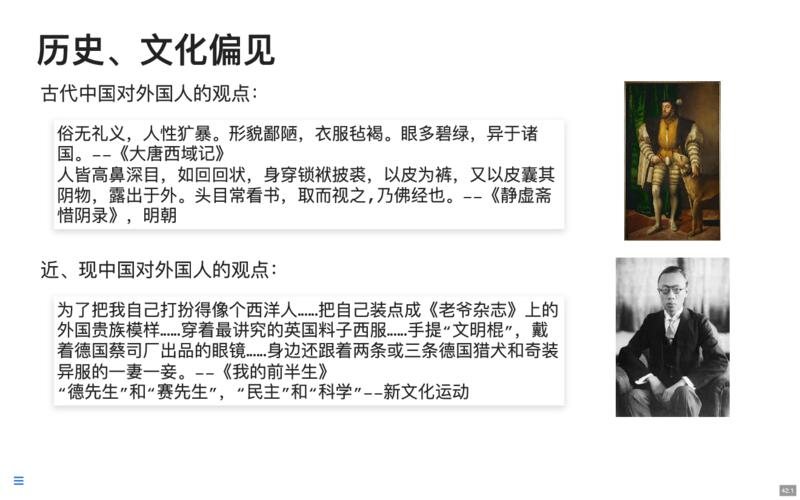 历史、文化偏见
古代中国对外国人的观点：
俗无礼义，人性犷暴。形貌鄙陋，衣服毡褐。眼多碧绿，异于诸
国。--《大唐西域记》
人皆高鼻深目，如回回状，身穿锁袱披裘，以皮为裤，又以皮囊其
阴物，露出于外。头目常看书，取而视之,乃佛经也。--《静虚斋
惜阴录》，明朝
近、现中国对外国人的观点：
为了把我自己打扮得像个西洋人……把自己装点成《老爷杂志》上的
外国贵族模样……穿着最讲究的英国料子西服……手提“文明棍”，戴
着德国蔡司厂出品的眼镜……身边还跟着两条或三条德国猎犬和奇装
异服的一妻一妾。--《我的前半生》
“德先生”和“赛先生”，“民主”和“科学”--新文化运动
42.1